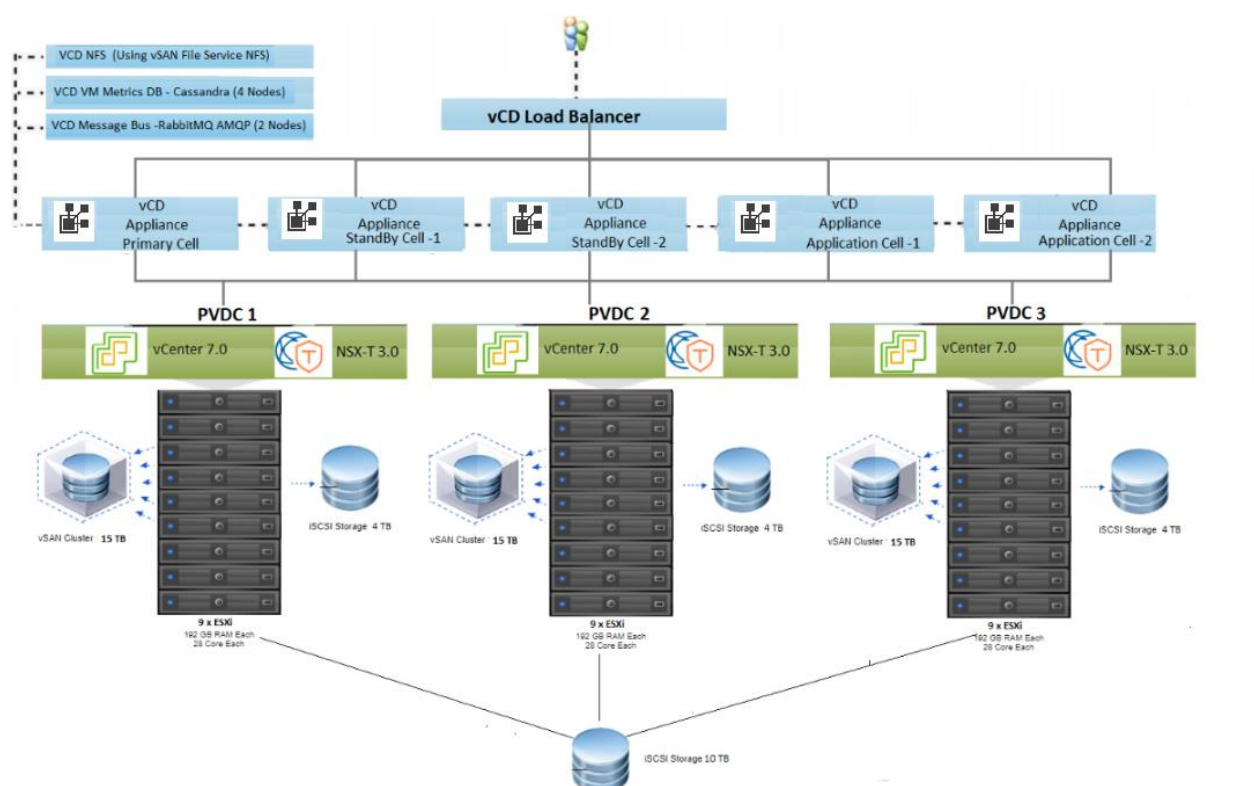 VCD NFS (Using vSAN File Service NFS)
VCD VM Metrics DB - Cassandra (4 Nodes)
VCD Message Bus -RabbitMQ AMQP (2 Nodes)
vCD Load Balancer
vCD
Appliance
Primary Cell
vCD
Appliance
StandBy Cell -1
vCD
Appliance
StandBy Cell -2
vCD
Appliance
Application Cell -1
vCD
Appliance
Application Cell -2
PVDC 1
vCenter 7.0
T
NSX-T 3.0
vSAN Cluster 15 TB
iSCSI Storage 4 TB
9 x ESXi
192 GB RAM Each
28 Core Each
PVDC 2
vCenter 7.0
T
NSX-T 3.0
vSAN Cluster 15 TB
iSCSI Storage 4 TB
9 x ESXi
192 GB RAM Each
28 Core Each
PVDC 3
vCenter 7.0
T
NSX-T 3.0
vSAN Cluster 15 TB
iSCSI Storage 4 TB
9 x ESXi
192 GB RAM Each
28 Core Each
iSCSI Storage 10 TB